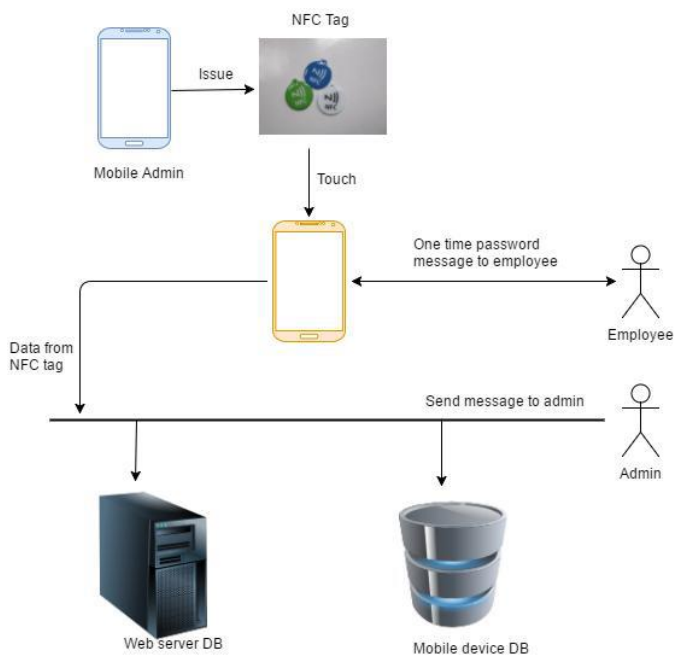 NFC Tag
Issue
Mobile Admin
Touch
One time password
message to employee
Employee
Data from
NFC tag
Send message to admin
Admin
Web server DB
Mobile device DB